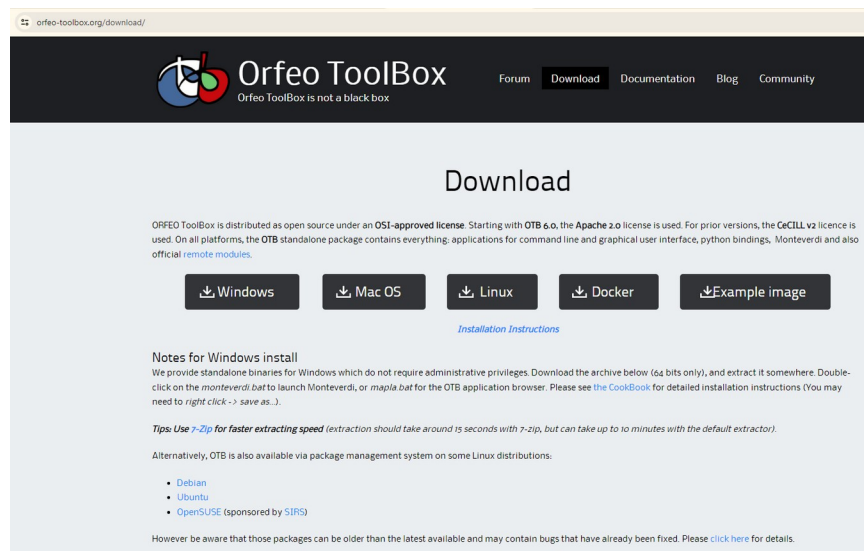 orfeo-toolbox.org/download/
Orfeo ToolBox
Orfeo ToolBox is not a black box
Forum Download Documentation Blog Community
Download
ORFEO ToolBox is distributed as open source under an OSI-approved license. Starting with OTB 6.0, the Apache 2.0 license is used. For prior versions, the CeCILL v2 licence is
used. On all platforms, the OTB standalone package contains everything: applications for command line and graphical user interface, python bindings, Monteverdi and also
official remote modules.
Windows Mac OS Linux Docker Example image
Installation Instructions
Notes for Windows install
We provide standalone binaries for Windows which do not require administrative privileges. Download the archive below (64 bits only), and extract it somewhere. Double-
click on the monteverdi.bat to launch Monteverdi, or mapla.bat for the OTB application browser. Please see the CookBook for detailed installation instructions (You may
need to right click -> save as...).
Tips: Use 7-Zip for faster extracting speed (extraction should take around 15 seconds with 7-zip, but can take up to 10 minutes with the default extractor).
Alternatively, OTB is also available via package management system on some Linux distributions:
• Debian
• Ubuntu
• OpenSUSE (sponsored by SIRS)
However be aware that those packages can be older than the latest available and may contain bugs that have already been fixed. Please click here for details.